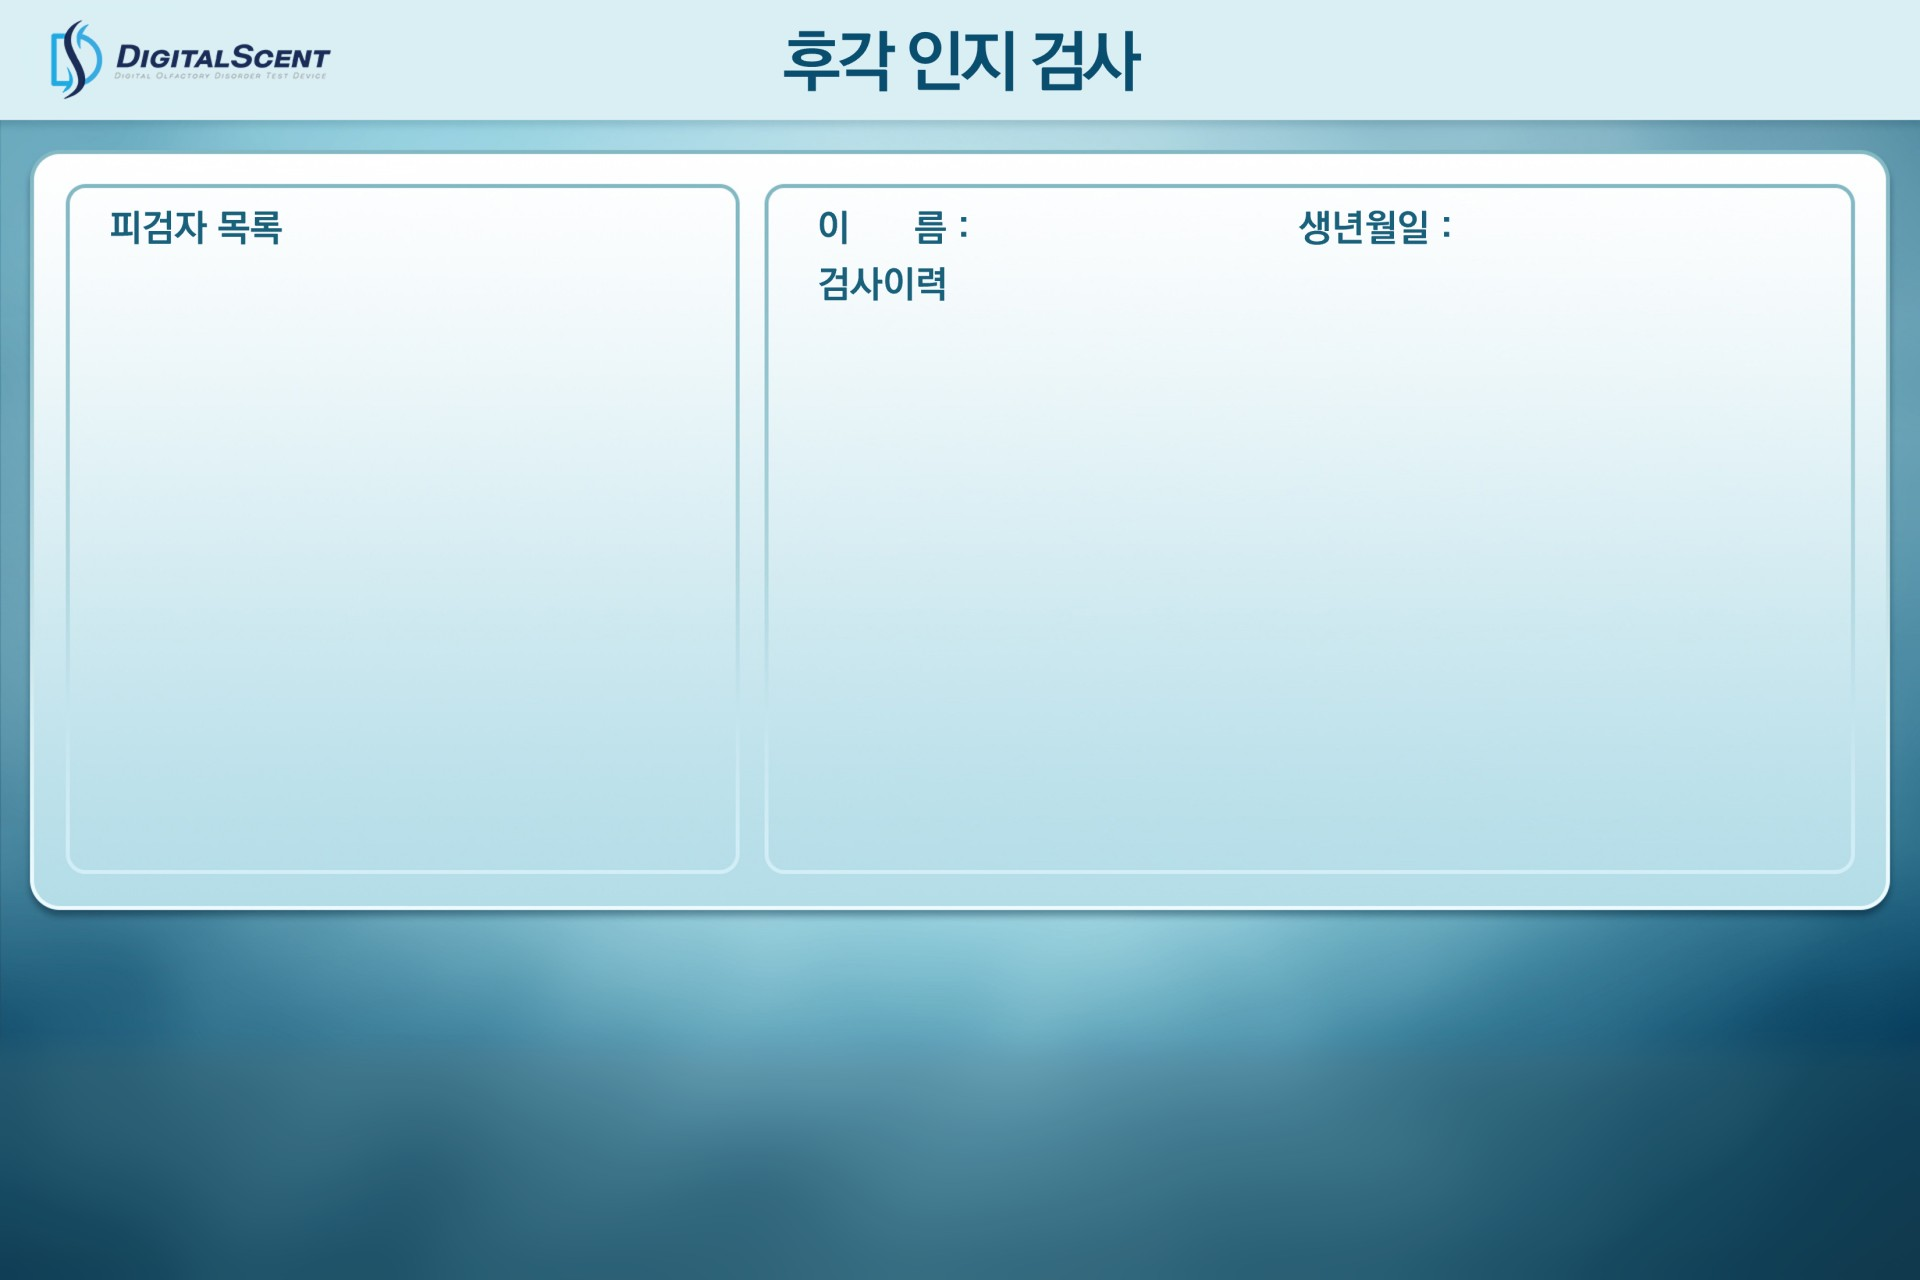 DIGITALSCENT
DIGITAL OLFACTORY DISORDER TEST DEVICE
후각 인지 검사
피검자 목록
이 름 : 생년월일 :
검사이력